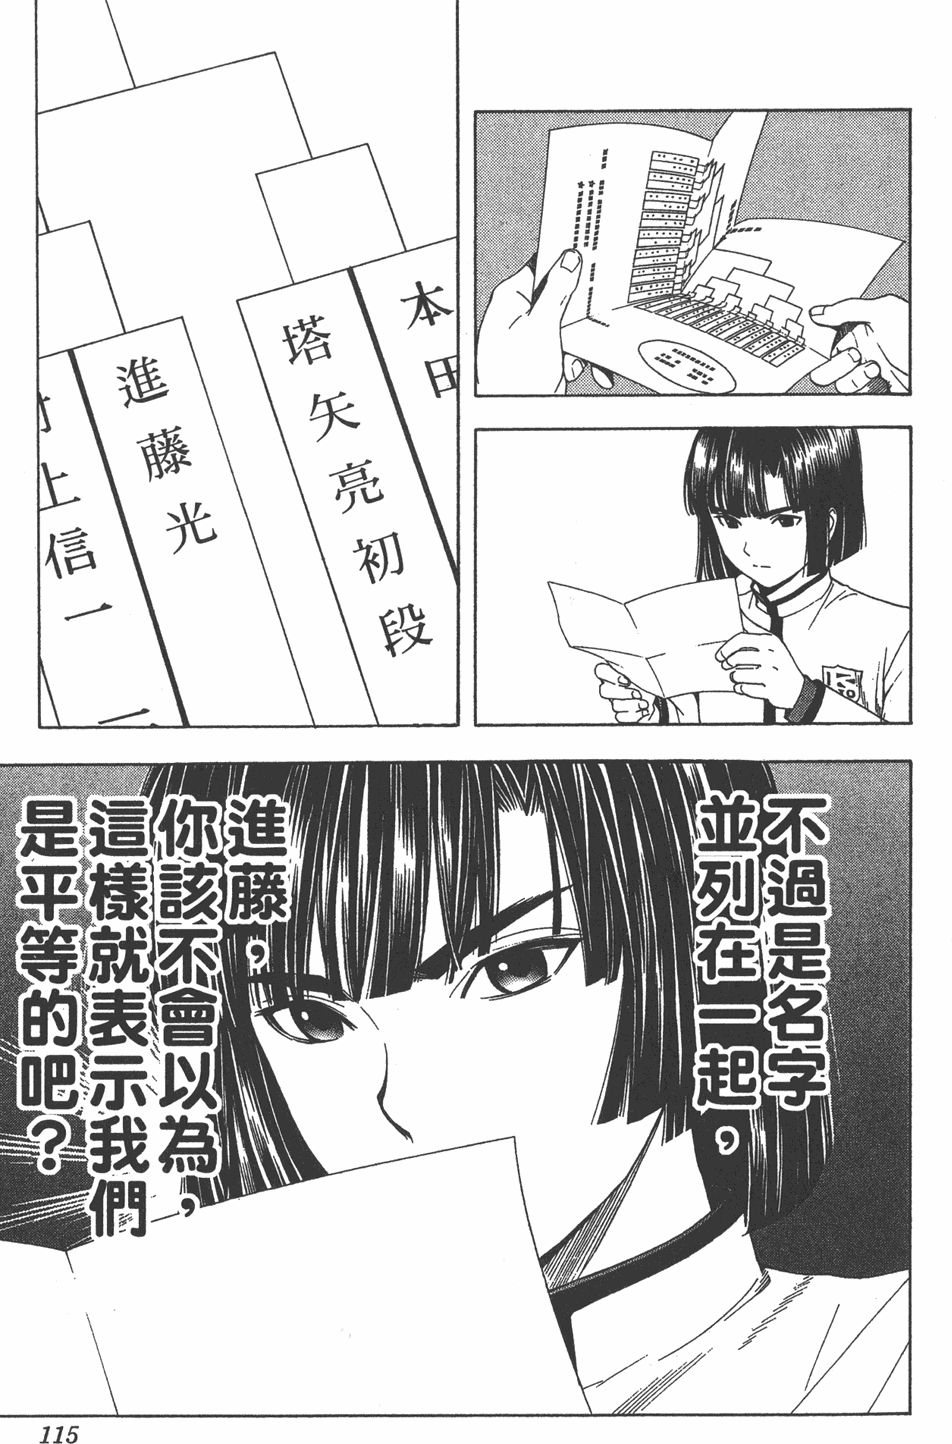 本田
塔矢亮初段
進藤光
村上信一二
不過是名字
並列在一起，
進藤，
你該不會以為，
這樣就表示我們
是平等的吧？
115